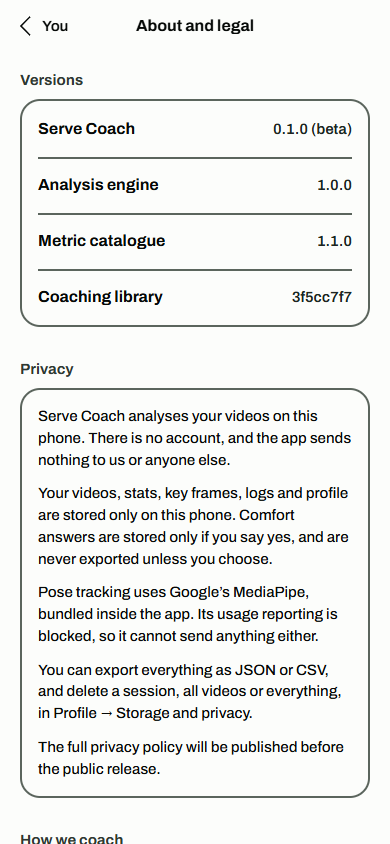 You
About and legal
Versions
Serve Coach 0.1.0 (beta)
Analysis engine 1.0.0
Metric catalogue 1.1.0
Coaching library 3f5cc7f7
Privacy
Serve Coach analyses your videos on this
phone. There is no account, and the app sends
nothing to us or anyone else.
Your videos, stats, key frames, logs and profile
are stored only on this phone. Comfort
answers are stored only if you say yes, and are
never exported unless you choose.
Pose tracking uses Google’s MediaPipe,
bundled inside the app. Its usage reporting is
blocked, so it cannot send anything either.
You can export everything as JSON or CSV,
and delete a session, all videos or everything,
in Profile → Storage and privacy.
The full privacy policy will be published before
the public release.
How we coach